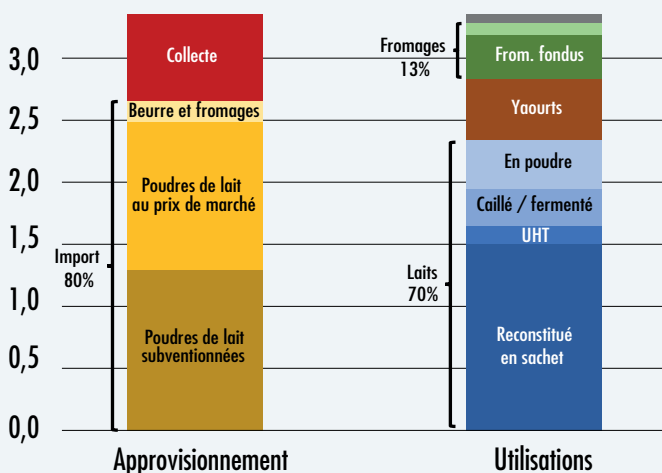 3,0
2,5
2,0
1,5
1,0
0,5
0,0
Import
80%
Collecte
Beurre et fromages
Poudres de lait
au prix de marché
Poudres de lait
subventionnées
Approvisionnement
Fromages
13%
Laits
70%
From. fondus
Yaourts
En poudre
Caillé / fermenté
UHT
Reconstitué
en sachet
Utilisations